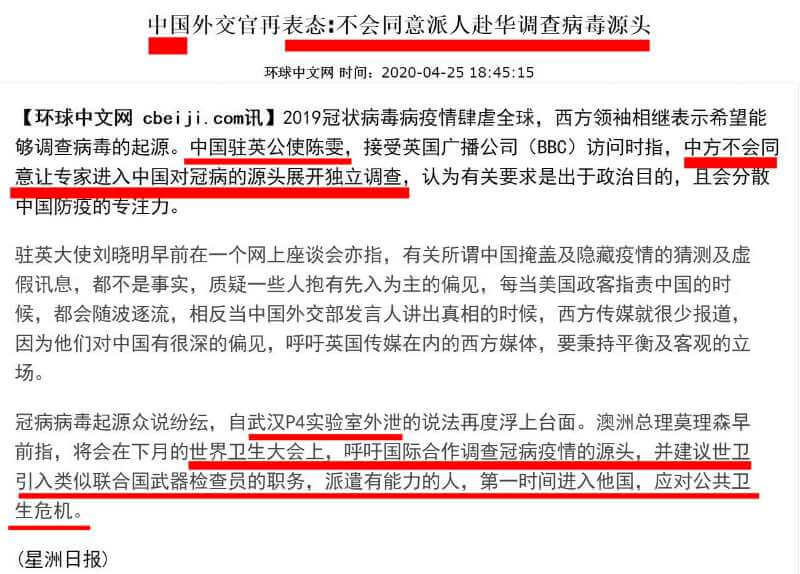 中国外交官再表态:不会同意派人赴华调查病毒源头
环球中文网 时间：2020-04-25 18:45:15
【环球中文网 cbeiji.com讯】2019冠状病毒病疫情肆虐全球，西方领袖相继表示希望能
够调查病毒的起源。中国驻英公使陈雯，接受英国广播公司（BBC）访问时指，中方不会同
意让专家进入中国对冠病的源头展开独立调查，认为有关要求是出于政治目的，且会分散
中国防疫的专注力。
驻英大使刘晓明早前在一个网上座谈会亦指，有关所谓中国掩盖及隐藏疫情的猜测及虚
假讯息，都不是事实，质疑一些人抱有先入为主的偏见，每当美国政客指责中国的时
候，都会随波逐流，相反当中国外交部发言人讲出真相的时候，西方传媒就很少报道，
因为他们对中国有很深的偏见，呼吁英国传媒在内的西方媒体，要秉持平衡及客观的立
场。
冠病病毒起源众说纷纭，自武汉P4实验室外泄的说法再度浮上台面。澳洲总理莫理森早
前指，将会在下月的世界卫生大会上，呼吁国际合作调查冠病疫情的源头，并建议世卫
引入类似联合国武器检查员的职务，派遣有能力的人，第一时间进入他国，应对公共卫
生危机。
(星洲日报)